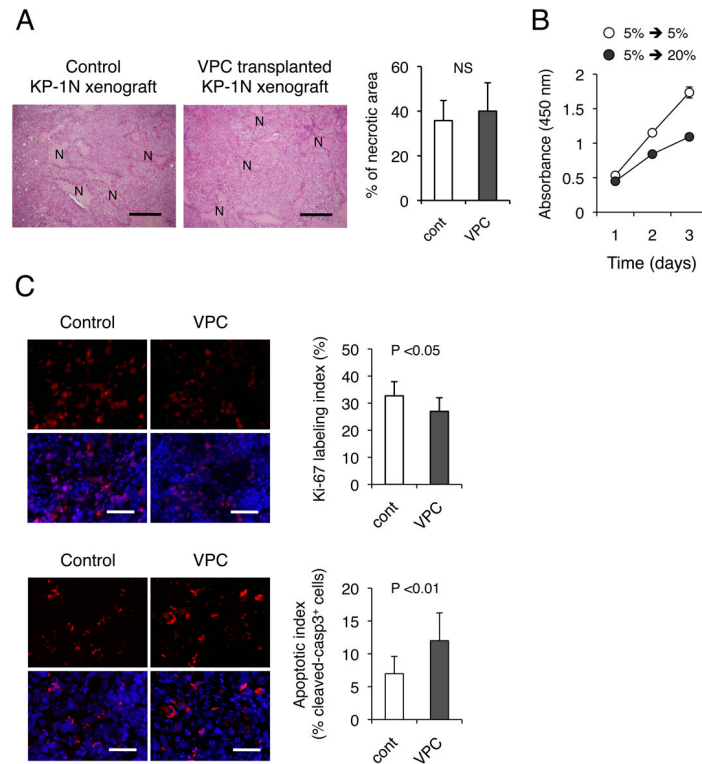 A
Control
KP-1N xenograft
VPC transplanted
KP-1N xenograft
N
N
N
N
N
N
N
N
% of necrotic area
60
40
20
0
NS
cont
VPC
B
5% ➔ 5%
5% ➔ 20%
Absorbance (450 nm)
2
1.5
1
0.5
0
1 2 3
Time (days)
C
Control
VPC
Ki-67 labeling index (%)
50
40
30
20
10
0
P <0.05
cont
VPC
Control
VPC
Apoptotic index
(% cleaved-casp3⁺ cells)
20
15
10
5
0
P <0.01
cont
VPC